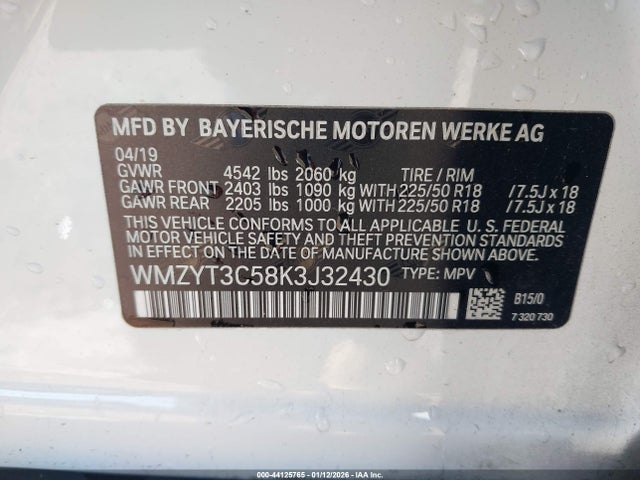 MFD BY BAYERISCHE MOTOREN WERKE AG
04/19
GVWR 4542 lbs 2060 kg TIRE / RIM
GAWR FRONT 2403 lbs 1090 kg WITH 225/50 R18 /7.5J x 18
GAWR REAR 2205 lbs 1000 kg WITH 225/50 R18 /7.5J x 18
THIS VEHICLE CONFORMS TO ALL APPLICABLE U. S. FEDERAL
MOTOR VEHICLE SAFETY AND THEFT PREVENTION STANDARDS
IN EFFECT ON THE DATE OF MANUFACTURE SHOWN ABOVE.
WMZYT3C58K3J32430 TYPE: MPV
B15/0
7 320 730
000-44125765 - 01/12/2026 - IAA INC.